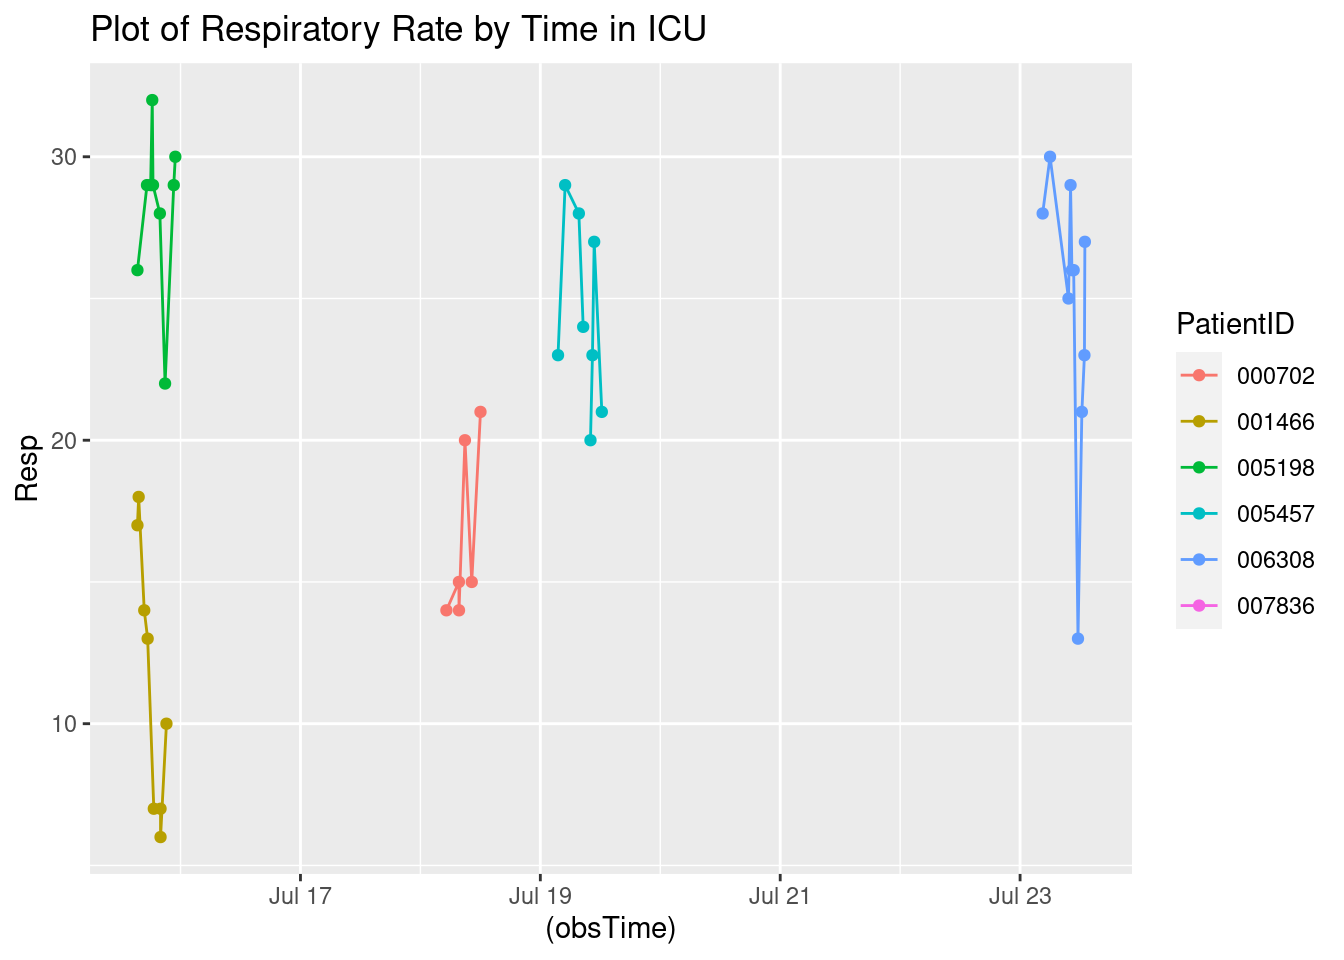 Plot of Respiratory Rate by Time in ICU
30
20
10
Resp
Jul 17
Jul 19
Jul 21
Jul 23
(obsTime)
PatientID
000702
001466
005198
005457
006308
007836